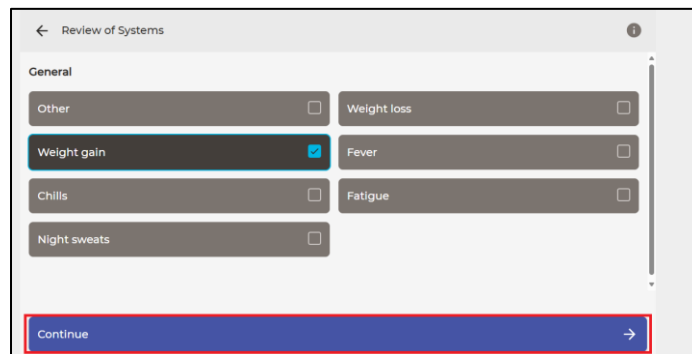 Review of Systems
General
Other
Weight loss
Weight gain
Fever
Chills
Fatigue
Night sweats
Continue